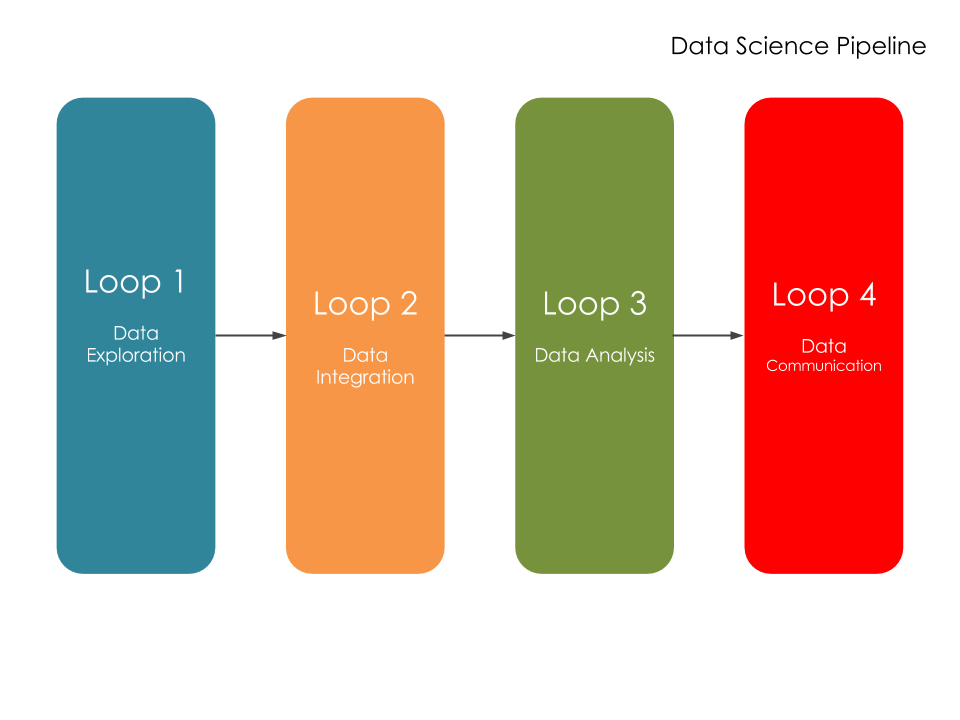 Data Science Pipeline
Loop 1
Data
Exploration
Loop 2
Data
Integration
Loop 3
Data Analysis
Loop 4
Data
Communication